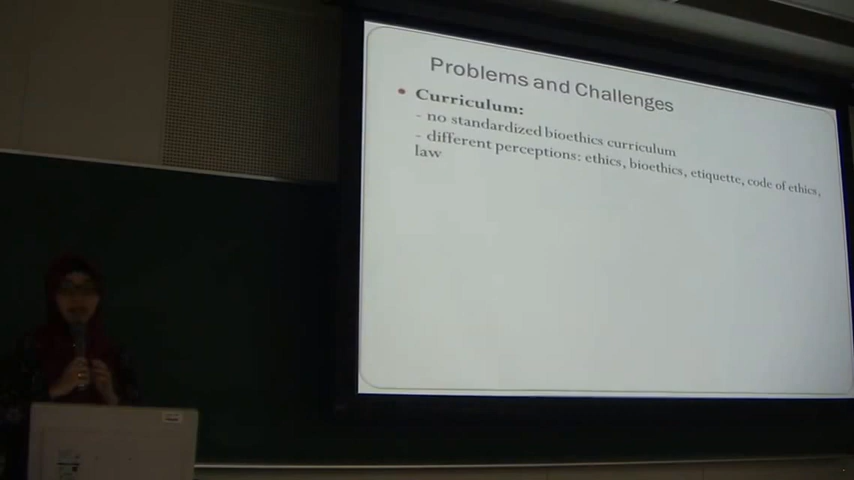 Problems and Challenges
• Curriculum:
- no standardized bioethics curriculum
- different perceptions: ethics, bioethics, etiquette, code of ethics,
law